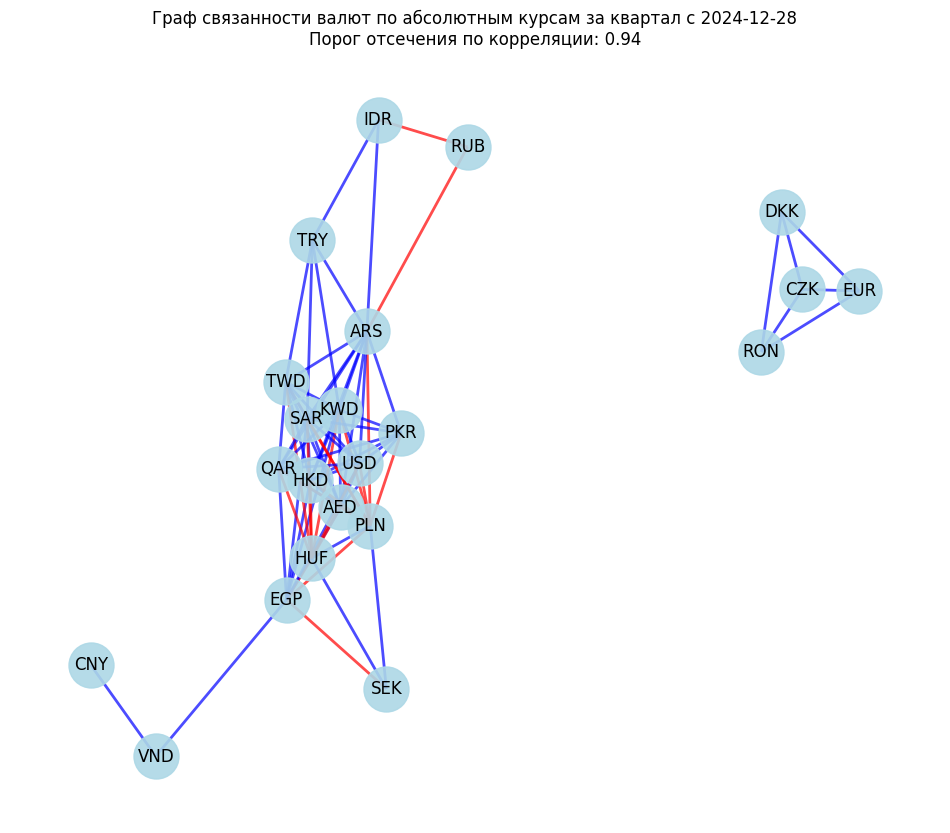 Граф связанности валют по абсолютным курсам за квартал с 2024-12-28
Порог отсечения по корреляции: 0.94
IDR
RUB
DKK
TRY
CZK
EUR
ARS
RON
TWD
KWD
SAR
PKR
USD
QAR
HKD
AED
PLN
HUF
EGP
CNY
SEK
VND